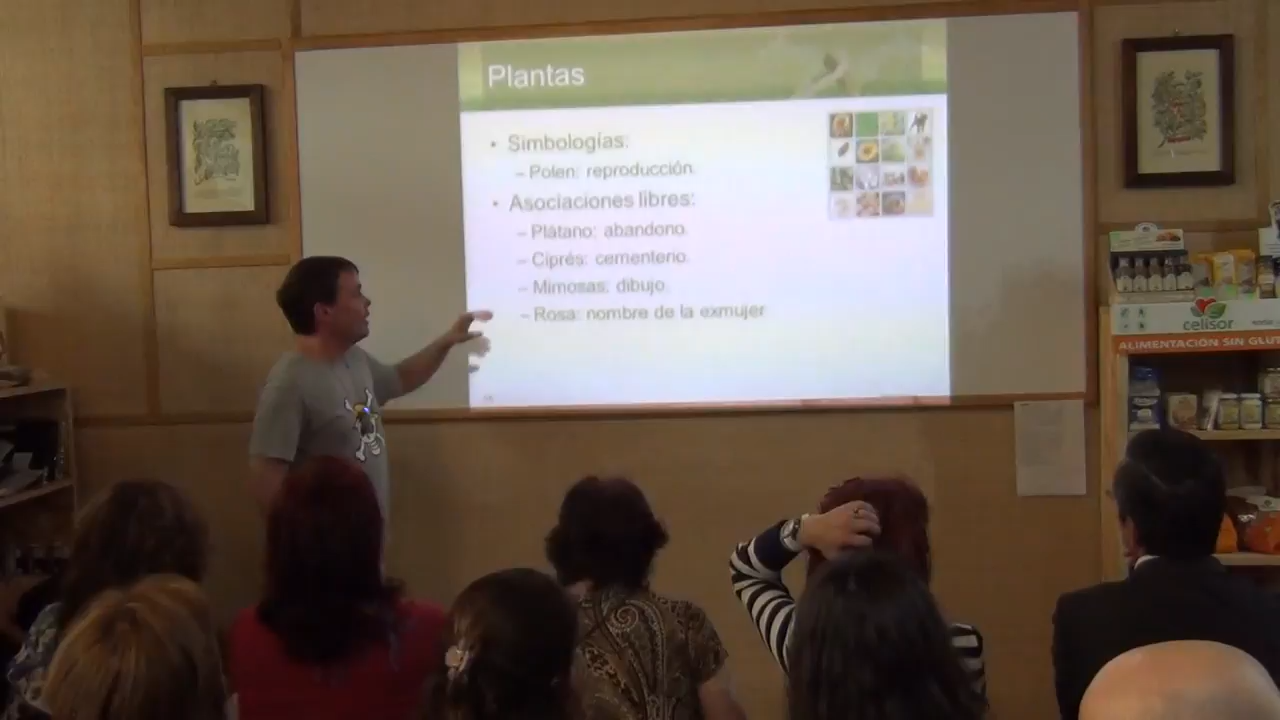 Plantas
• Simbologías:
– Polen: reproducción.
• Asociaciones libres:
– Plátano: abandono.
– Ciprés: cementerio.
– Mimosas: dibujo.
– Rosa: nombre de la exmujer
celisor
ALIMENTACIÓN SIN GLUT